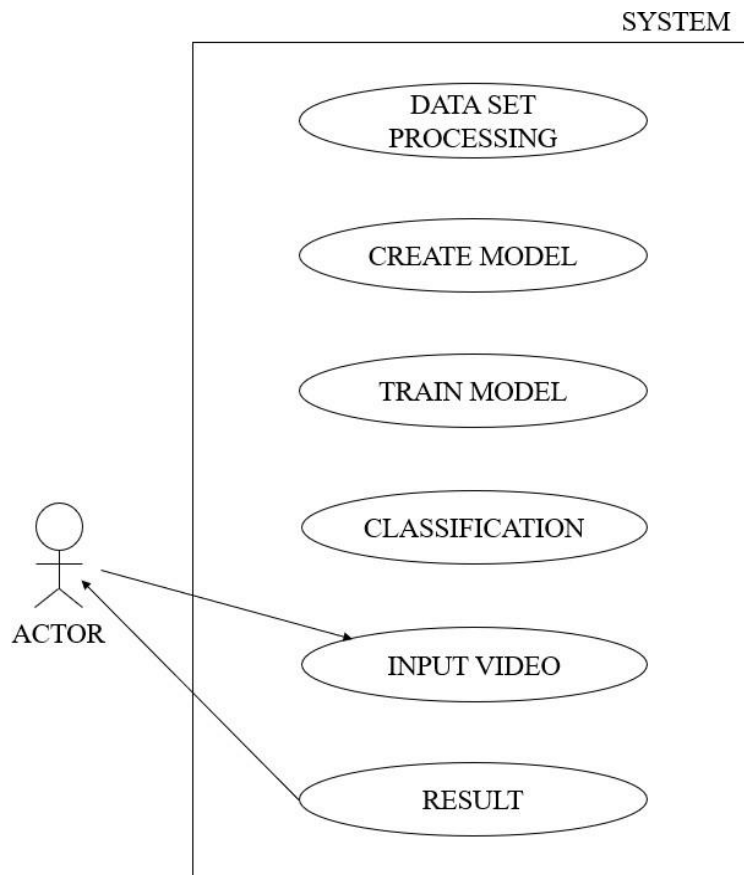 SYSTEM
DATA SET
PROCESSING
CREATE MODEL
TRAIN MODEL
CLASSIFICATION
ACTOR
INPUT VIDEO
RESULT